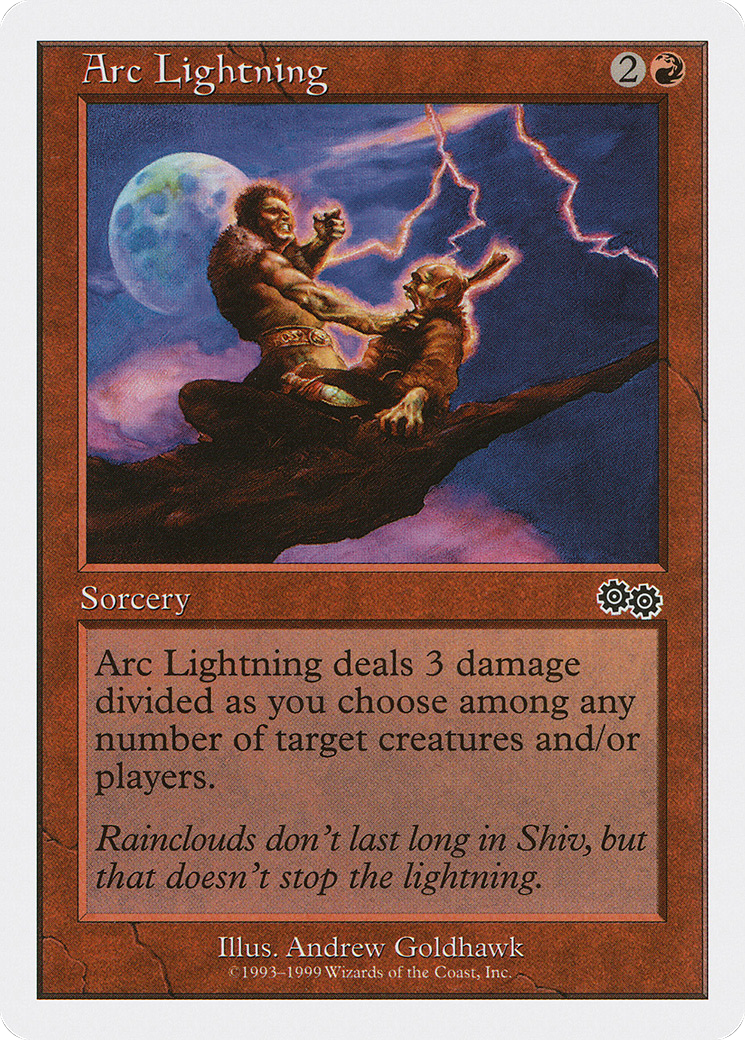 Arc Lightning
2
Sorcery
Arc Lightning deals 3 damage
divided as you choose among any
number of target creatures and/or
players.
Rainclouds don't last long in Shiv, but
that doesn't stop the lightning.
Illus. Andrew Goldhawk
©1993–1999 Wizards of the Coast, Inc.